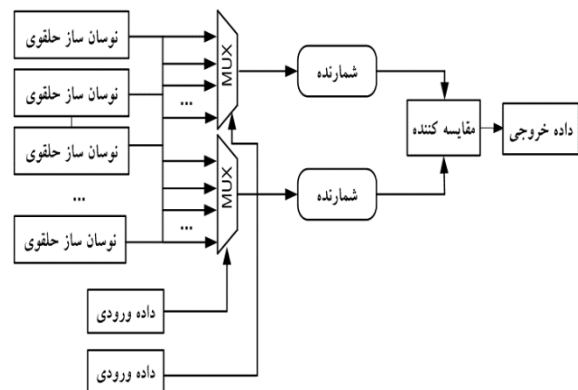 نوسان ساز حلقوی
نوسان ساز حلقوی
نوسان ساز حلقوی
...
نوسان ساز حلقوی
...
MUX
...
MUX
شمارنده
شمارنده
مقایسه کننده
داده خروجی
داده ورودی
داده ورودی